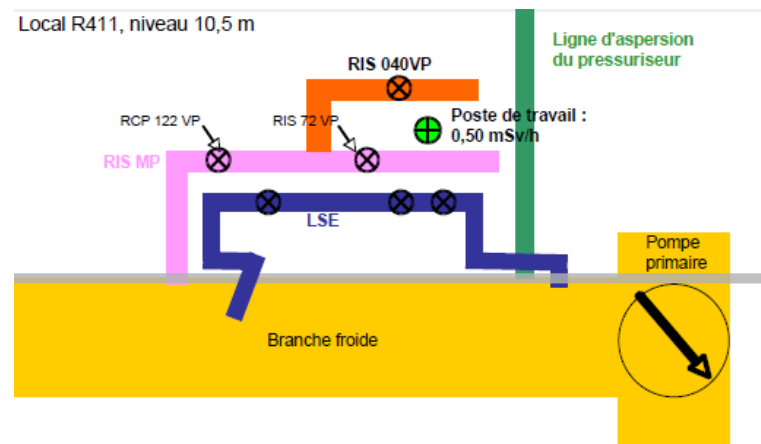 Local R411, niveau 10,5 m
Ligne d'aspersion
du pressuriseur
RIS 040VP
RCP 122 VP
RIS 72 VP
Poste de travail :
0,50 mSv/h
RIS MP
LSE
Pompe
primaire
Branche froide